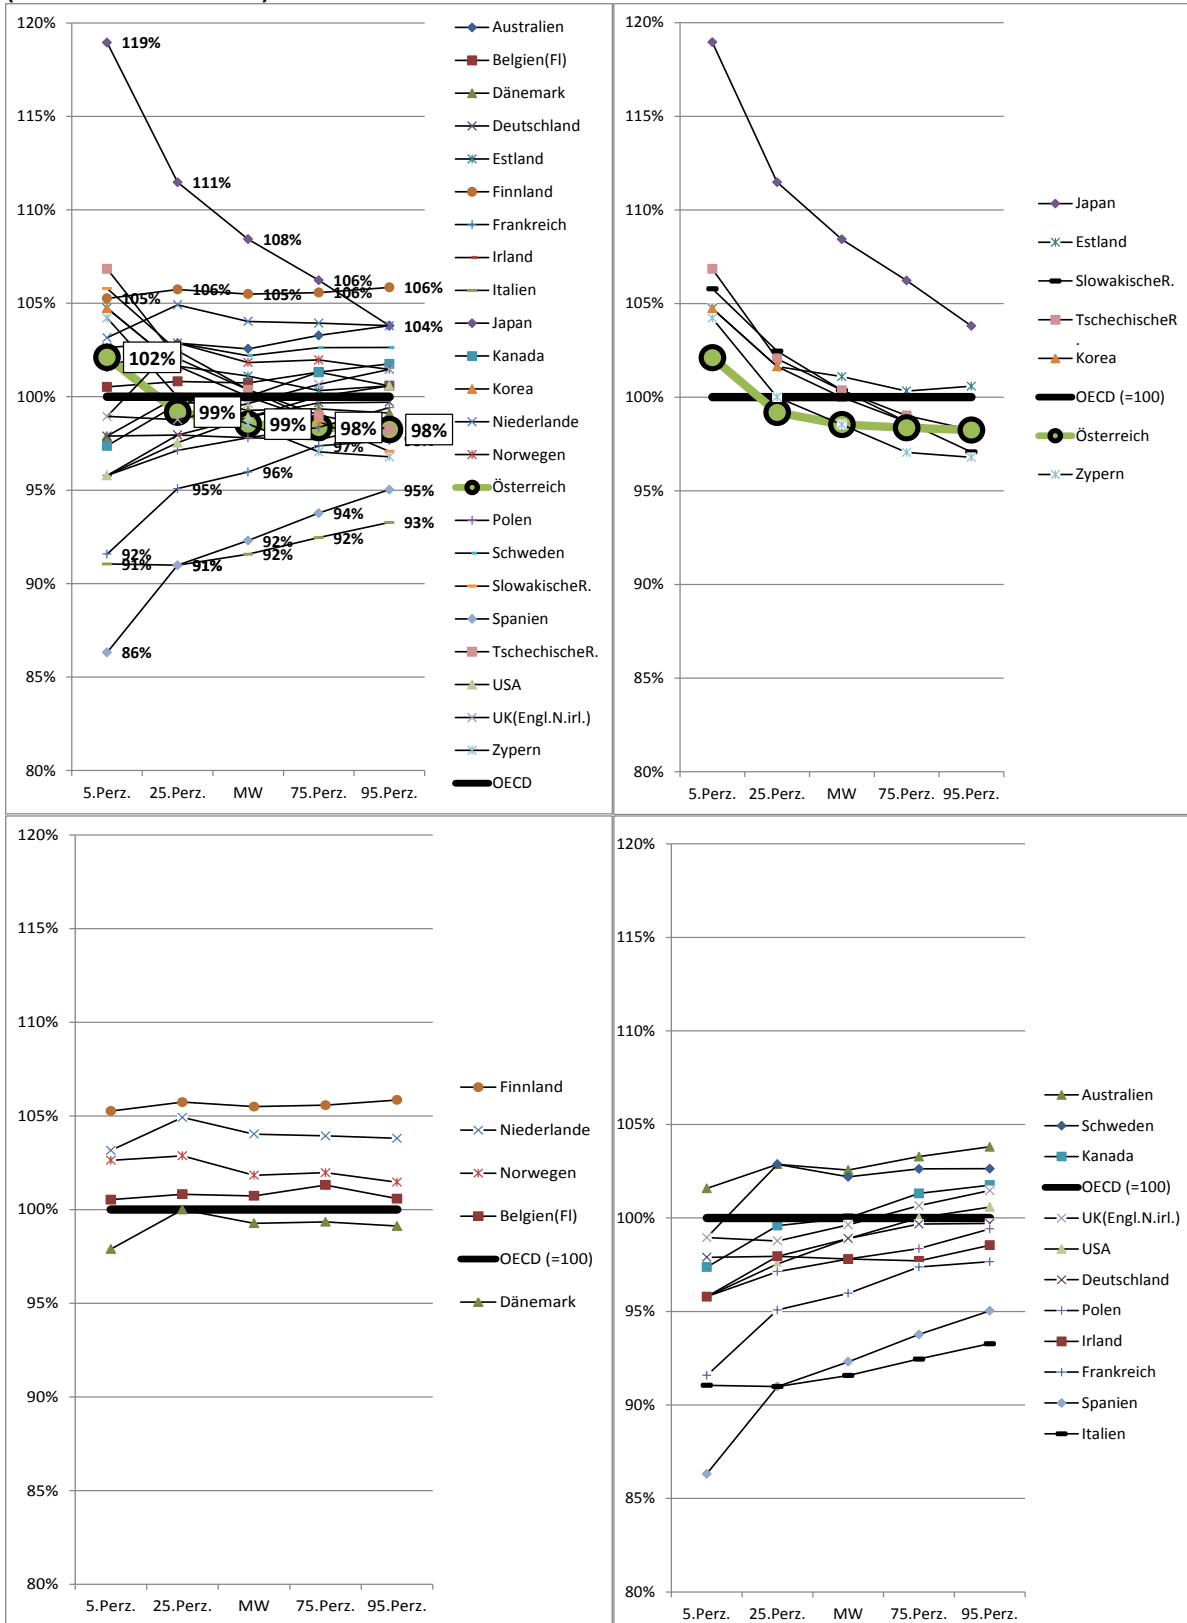 120%
115%
110%
105%
100%
95%
90%
85%
80%
119%
111%
108%
106%
104%
105%
106%
105%
106%
106%
102%
99%
99%
98%
98%
97%
96%
95%
92%
91%
91%
92%
92%
94%
92%
95%
93%
86%
5.Perz.
25.Perz.
MW
75.Perz.
95.Perz.
Australien
Belgien(Fl)
Dänemark
Deutschland
Estland
Finnland
Frankreich
Irland
Italien
Japan
Kanada
Korea
Niederlande
Norwegen
Österreich
Polen
Schweden
SlowakischeR.
Spanien
TschechischeR.
USA
UK(Engl.N.irl.)
Zypern
OECD
120%
115%
110%
105%
100%
95%
90%
85%
80%
5.Perz.
25.Perz.
MW
75.Perz.
95.Perz.
Japan
Estland
SlowakischeR.
TschechischeR
.
Korea
OECD (=100)
Österreich
Zypern
120%
115%
110%
105%
100%
95%
90%
85%
80%
5.Perz.
25.Perz.
MW
75.Perz.
95.Perz.
Finnland
Niederlande
Norwegen
Belgien(Fl)
OECD (=100)
Dänemark
120%
115%
110%
105%
100%
95%
90%
85%
80%
5.Perz.
25.Perz.
MW
75.Perz.
95.Perz.
Australien
Schweden
Kanada
OECD (=100)
UK(Engl.N.irl.)
USA
Deutschland
Polen
Irland
Frankreich
Spanien
Italien